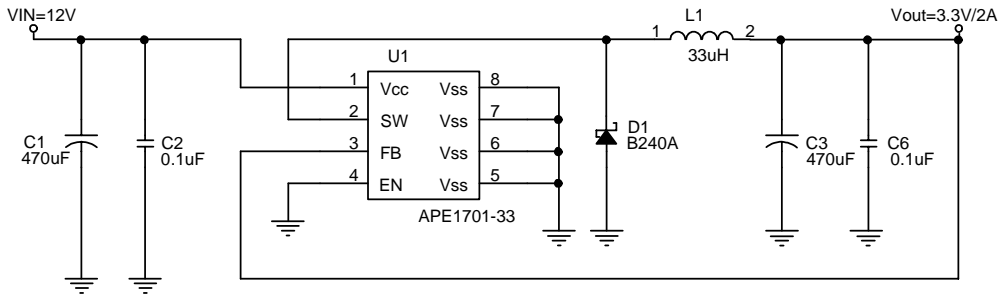 VIN=12V
Vout=3.3V/2A
L1
1 2
33uH
U1
1 Vcc Vss 8
2 SW Vss 7
3 FB Vss 6
4 EN Vss 5
APE1701-33
C1
470uF
C2
0.1uF
D1
B240A
C3
470uF
C6
0.1uF